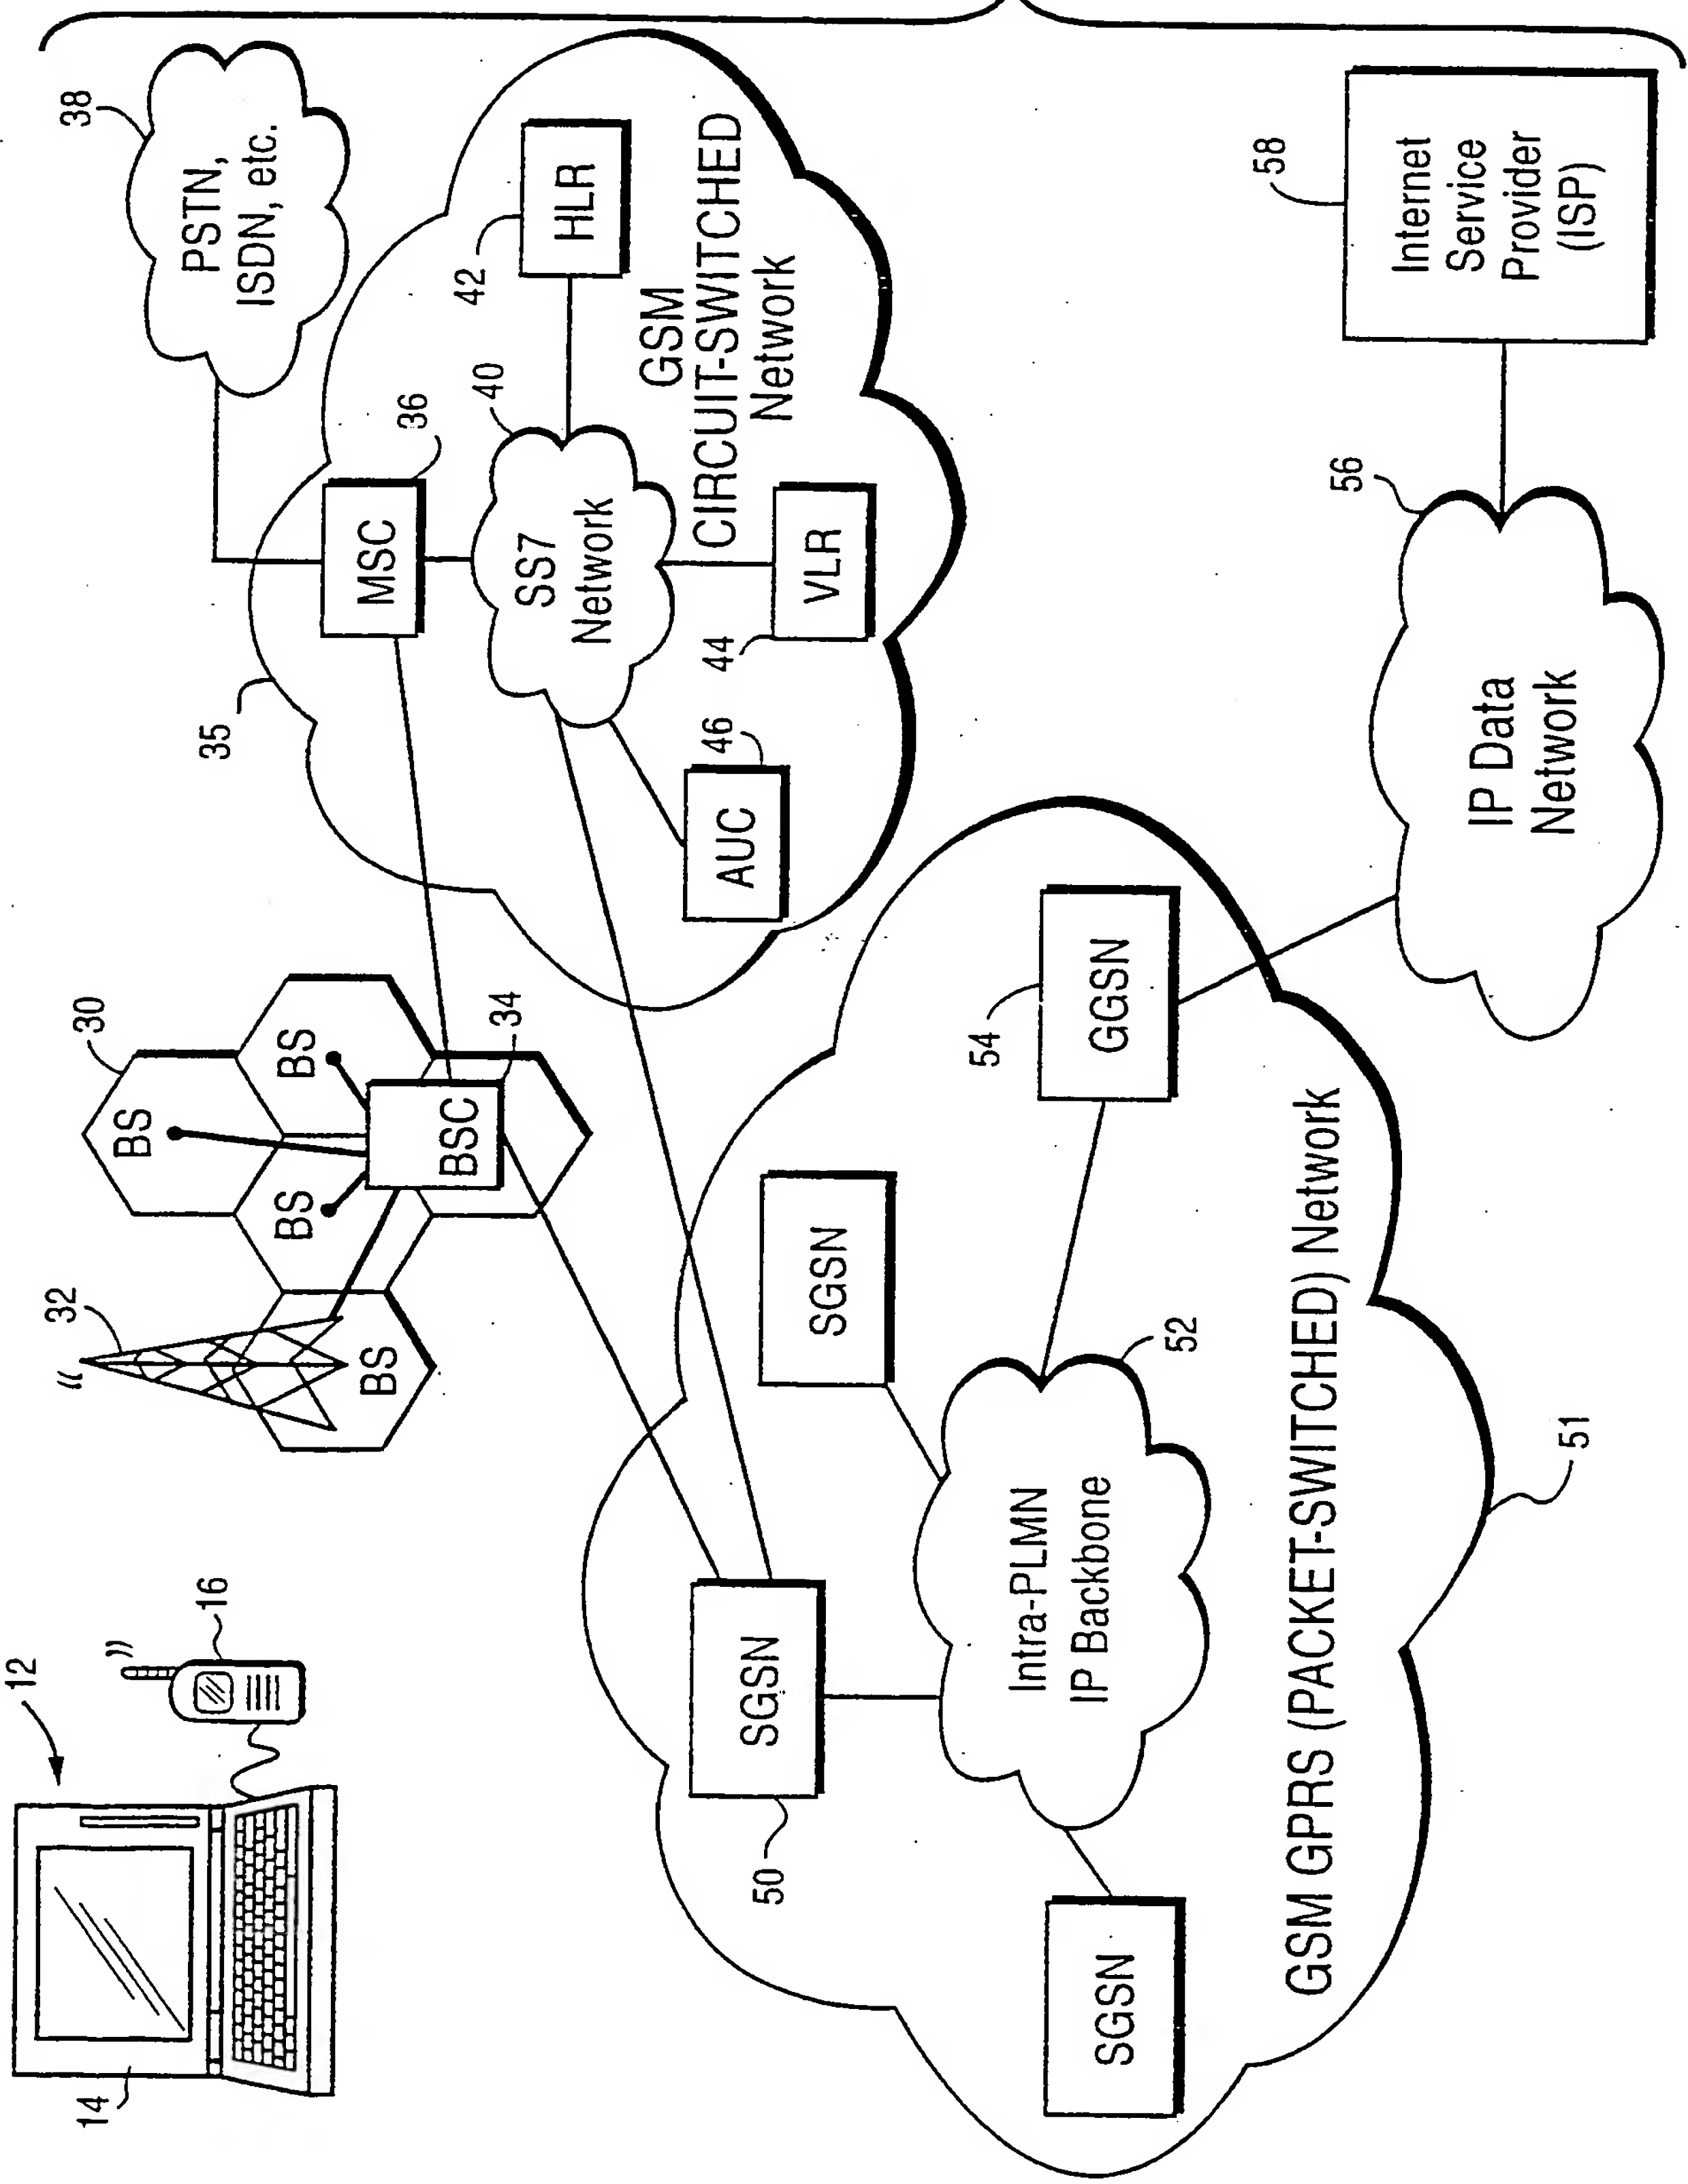 12
14
16
32
BS
BS
BS
BS
30
BSC
34
35
38
PSTN,
ISDN, etc.
MSC
36
SS7
Network
40
42
HLR
44
VLR
AUC
46
GSM
CIRCUIT-SWITCHED
Network
50
SGSN
SGSN
SGSN
Intra-PLMN
IP Backbone
52
54
GGSN
GSM GPRS (PACKET-SWITCHED) Network
51
56
IP Data
Network
58
Internet
Service
Provider
(ISP)